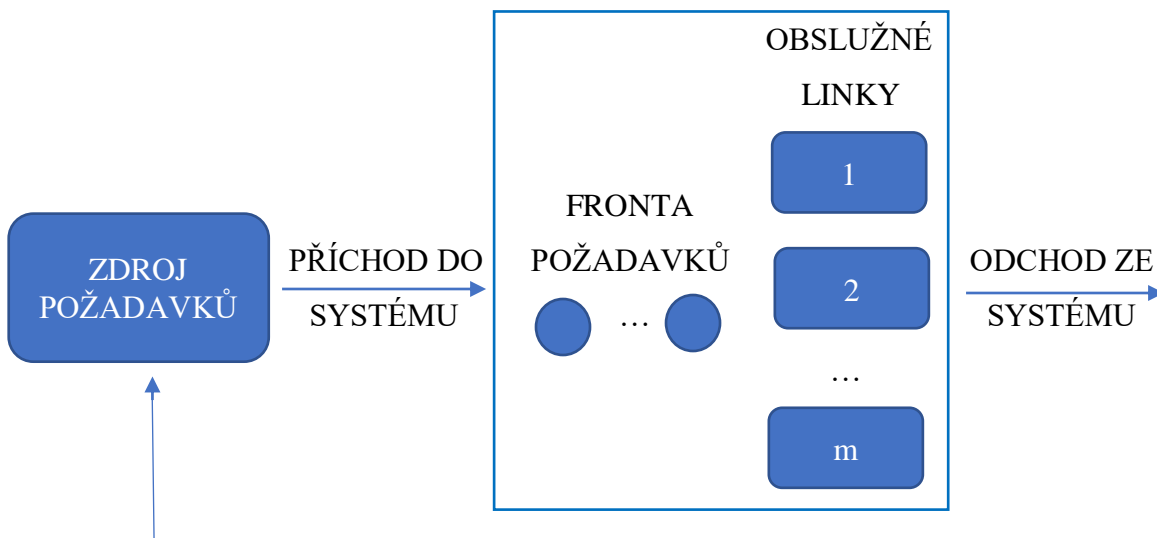 ZDROJ
POŽADAVKŮ
PŘÍCHOD DO
SYSTÉMU
FRONTA
POŽADAVKŮ
…
OBSLUŽNÉ
LINKY
1
2
…
m
ODCHOD ZE
SYSTÉMU